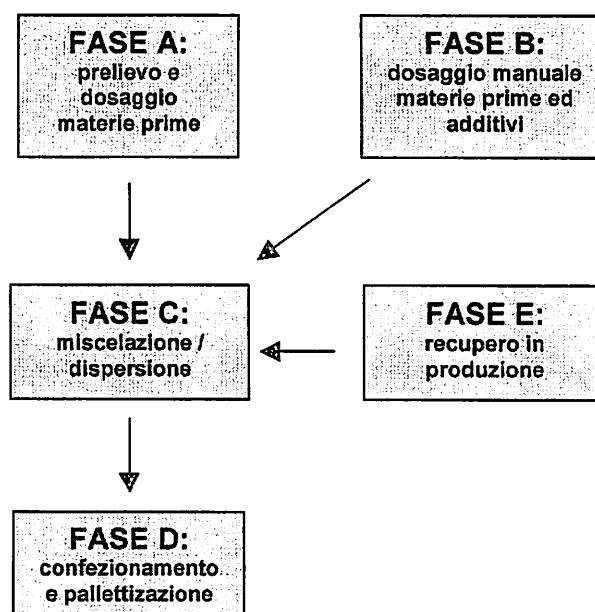 FASE A:
prelievo e
dosaggio
materie prime
FASE B:
dosaggio manuale
materie prime ed
additivi
FASE C:
miscelazione /
dispersione
FASE E:
recupero in
produzione
FASE D:
confezionamento
e pallettizazione